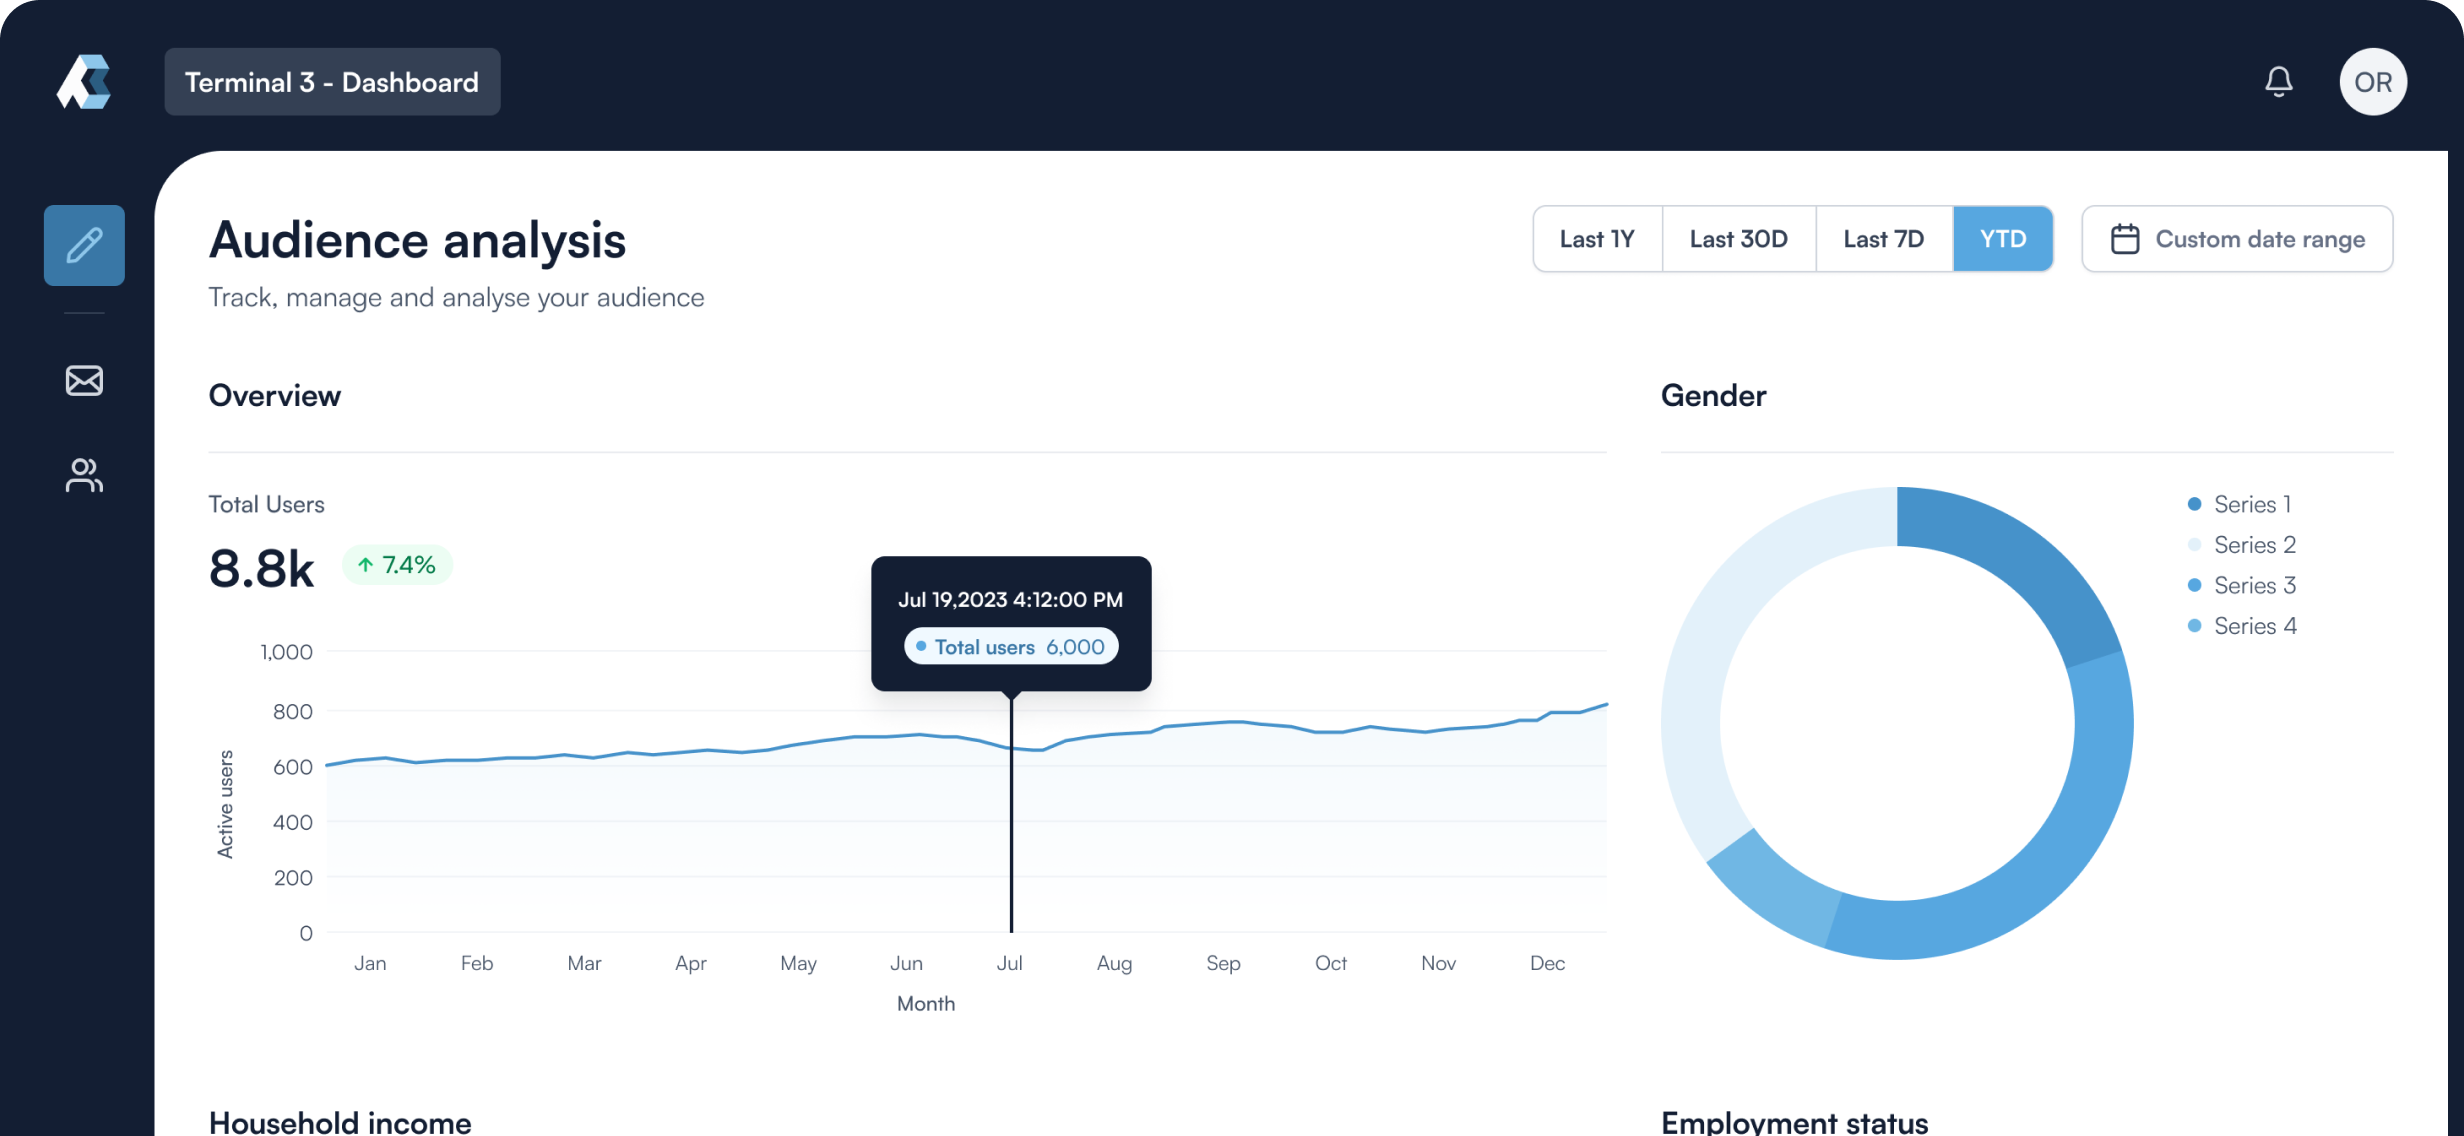 Terminal 3 - Dashboard
OR
Audience analysis
Track, manage and analyse your audience
Last 1Y
Last 30D
Last 7D
YTD
Custom date range
Overview
Total Users
8.8k
7.4%
Jul 19,2023 4:12:00 PM
Total users 6,000
1,000
800
600
400
200
0
Active users
Jan
Feb
Mar
Apr
May
Jun
Jul
Aug
Sep
Oct
Nov
Dec
Month
Gender
Series 1
Series 2
Series 3
Series 4
Household income
Employment status